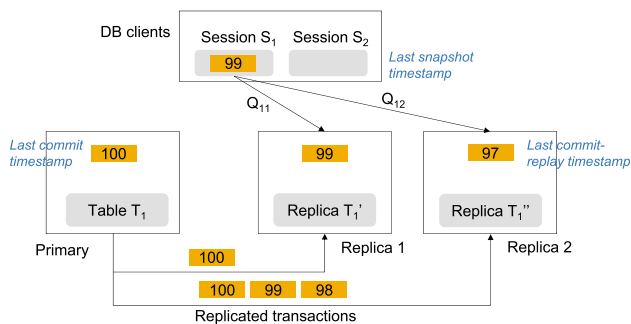 DB clients
Session S1
Session S2
99
Last snapshot
timestamp
Q11
Q12
Last commit
timestamp
100
99
97
Last commit-
replay timestamp
Table T1
Replica T1’
Replica T1’’
Primary
Replica 1
Replica 2
100
100
99
98
Replicated transactions